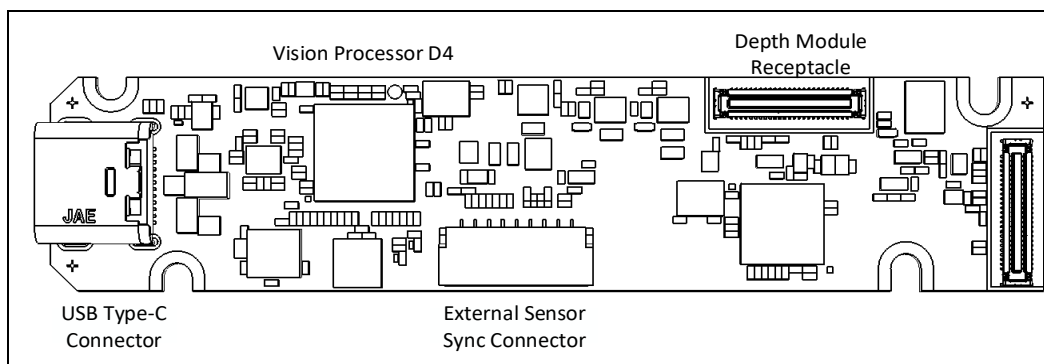 Vision Processor D4
Depth Module
Receptacle
JAE
USB Type-C
Connector
External Sensor
Sync Connector